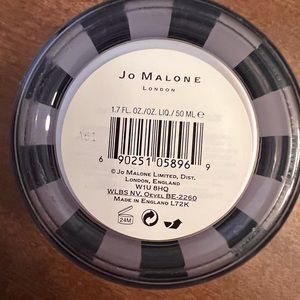 Jo Malone
London
1.7 FL. OZ./OZ. LIQ./ 50 ML ℮
A61
6 90251 05896 9
© Jo Malone Limited, Dist.
London, England
W1U 8HQ
WLBS NV, Oevel BE-2260
Made in England L72K
24M